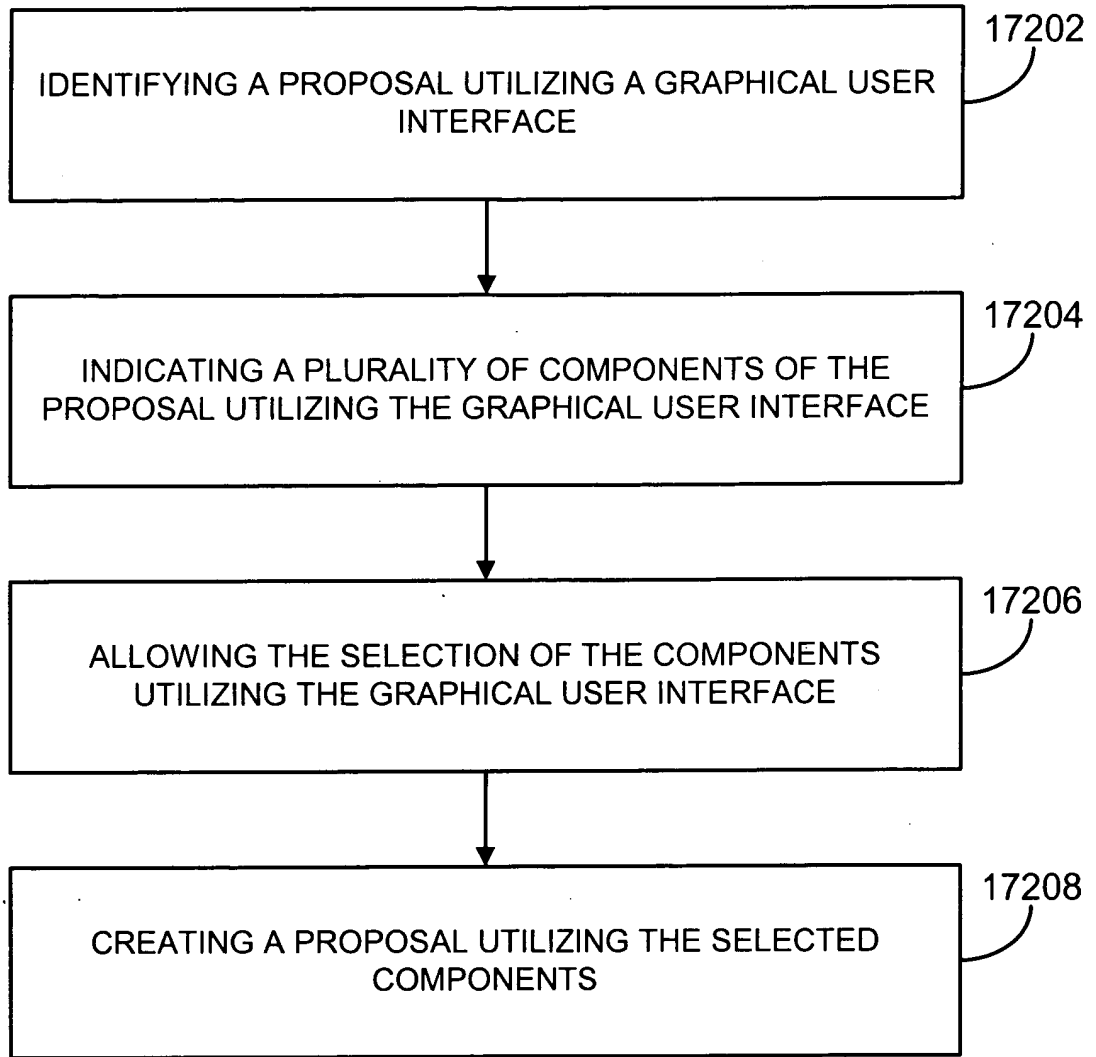 17202
IDENTIFYING A PROPOSAL UTILIZING A GRAPHICAL USER
INTERFACE
17204
INDICATING A PLURALITY OF COMPONENTS OF THE
PROPOSAL UTILIZING THE GRAPHICAL USER INTERFACE
17206
ALLOWING THE SELECTION OF THE COMPONENTS
UTILIZING THE GRAPHICAL USER INTERFACE
17208
CREATING A PROPOSAL UTILIZING THE SELECTED
COMPONENTS